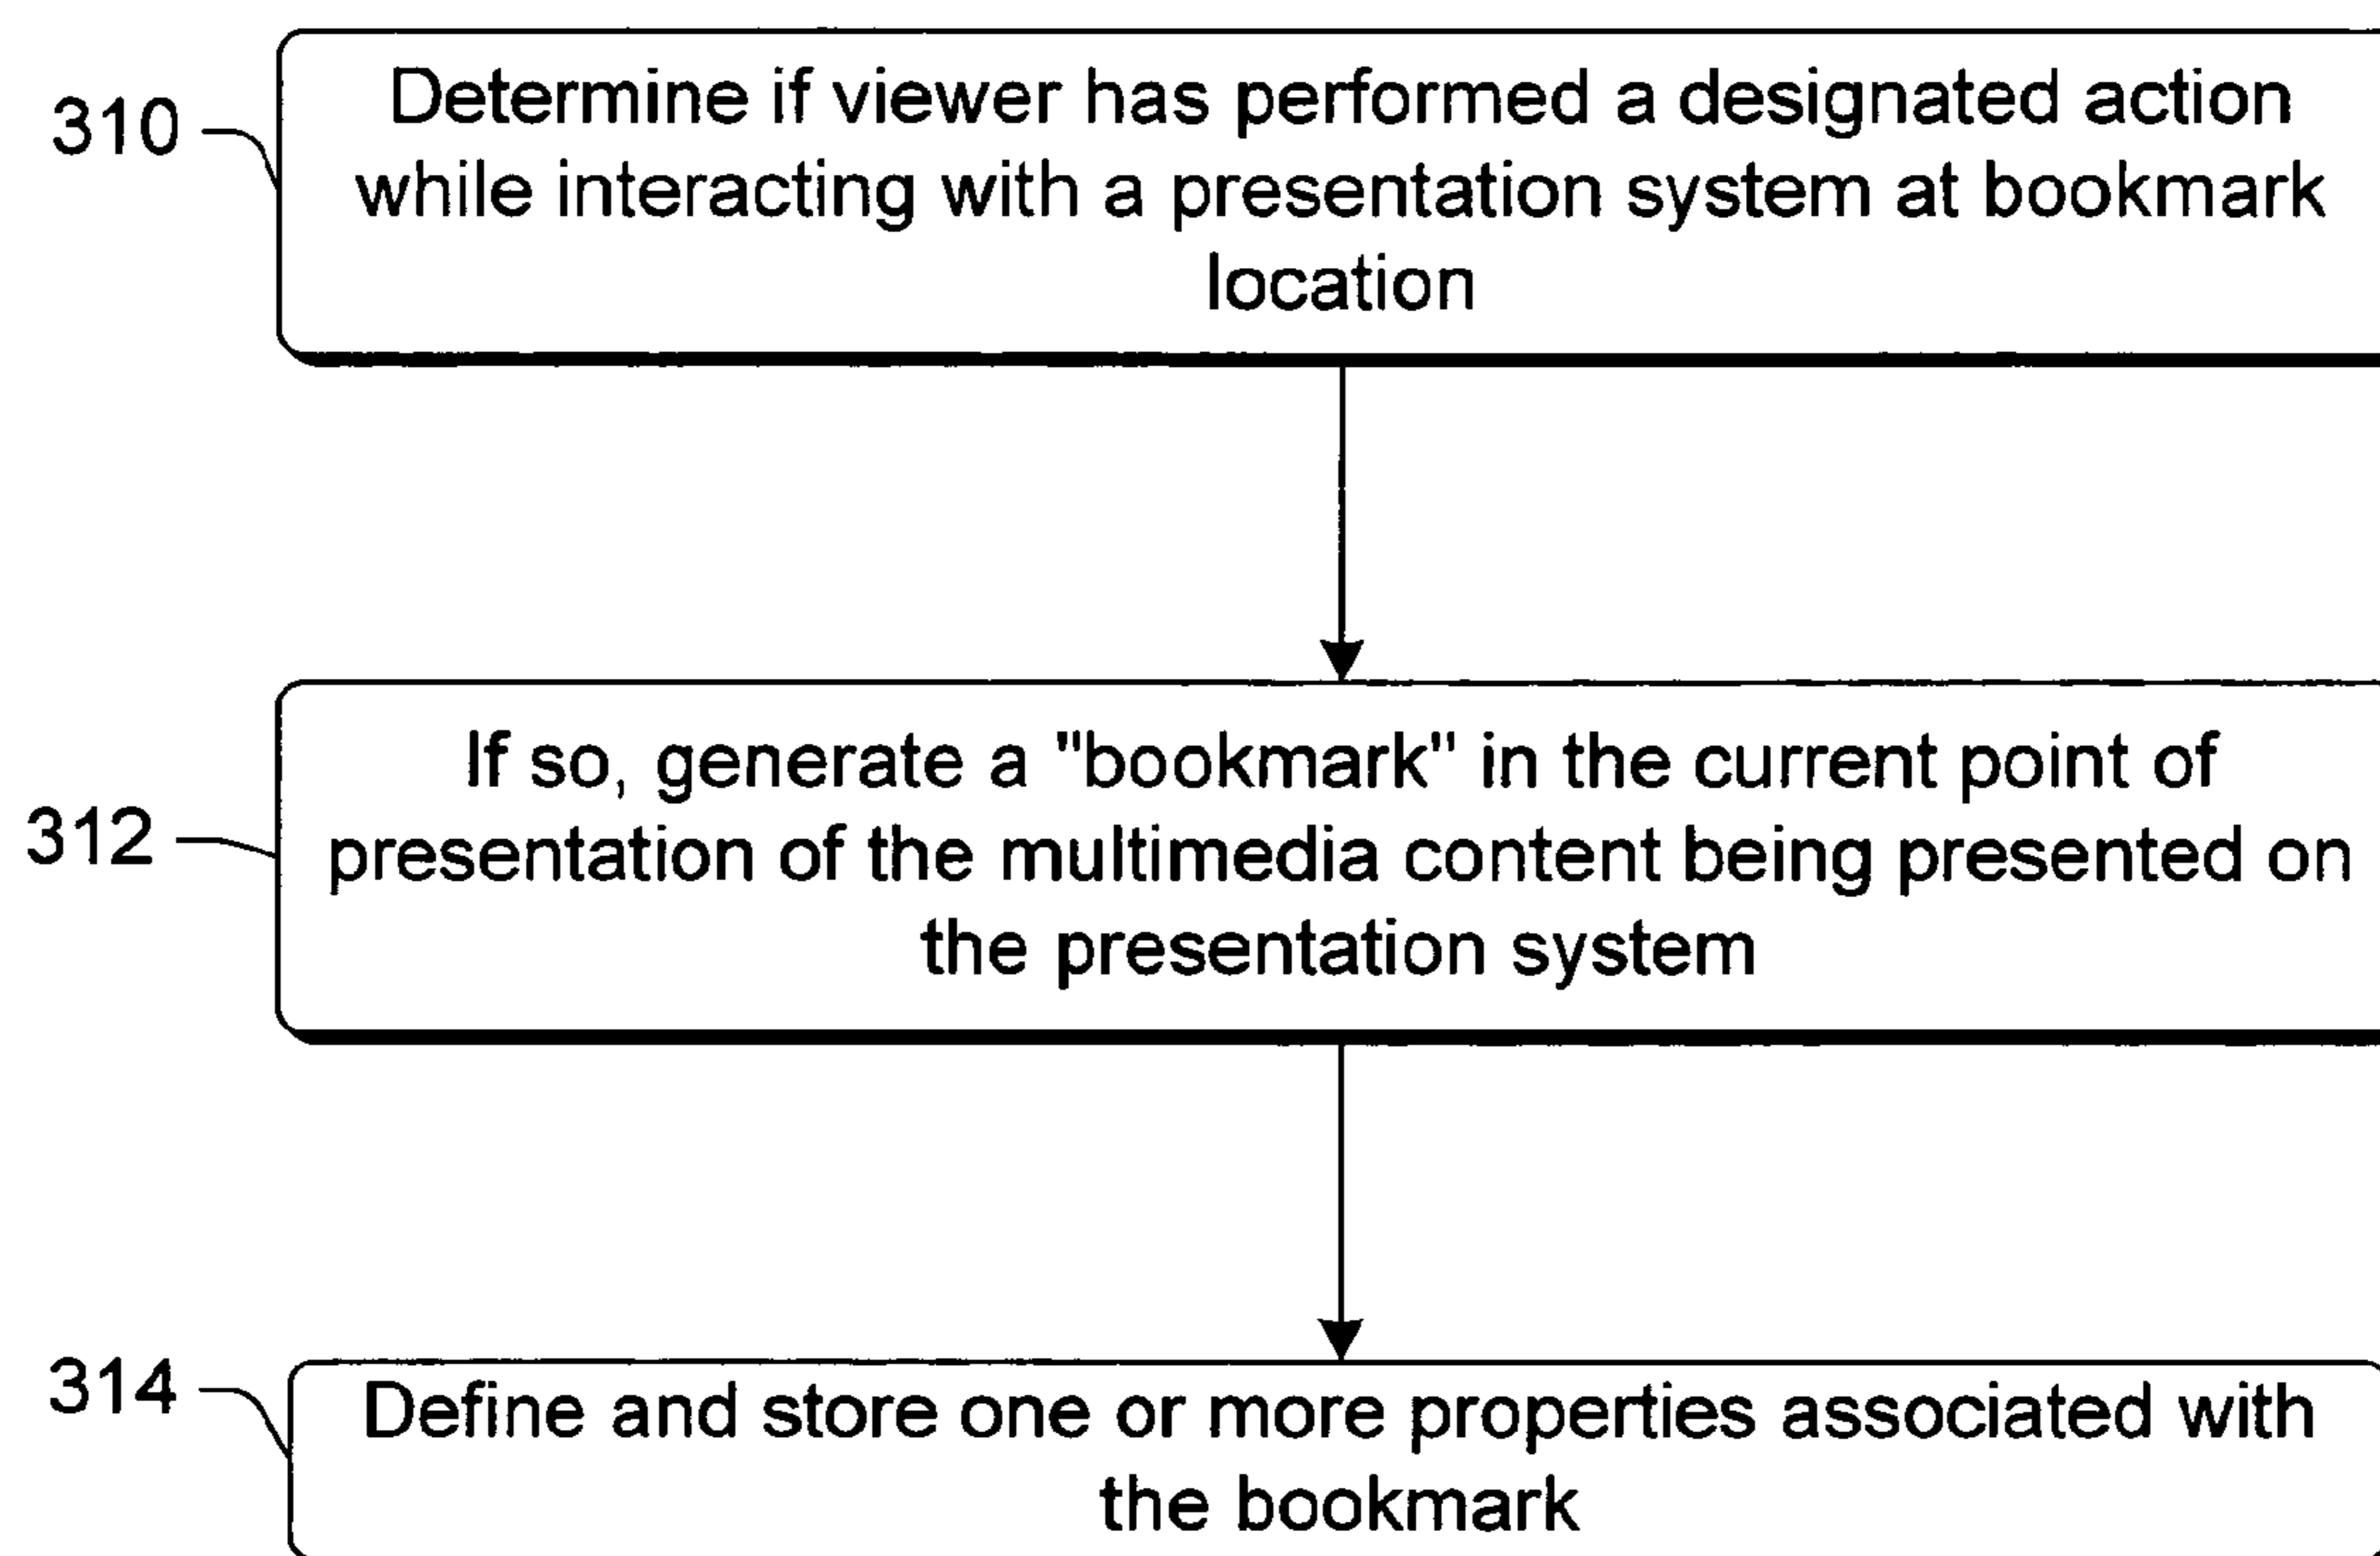 310
Determine if viewer has performed a designated action
while interacting with a presentation system at bookmark
location
312
If so, generate a "bookmark" in the current point of
presentation of the multimedia content being presented on
the presentation system
314
Define and store one or more properties associated with
the bookmark